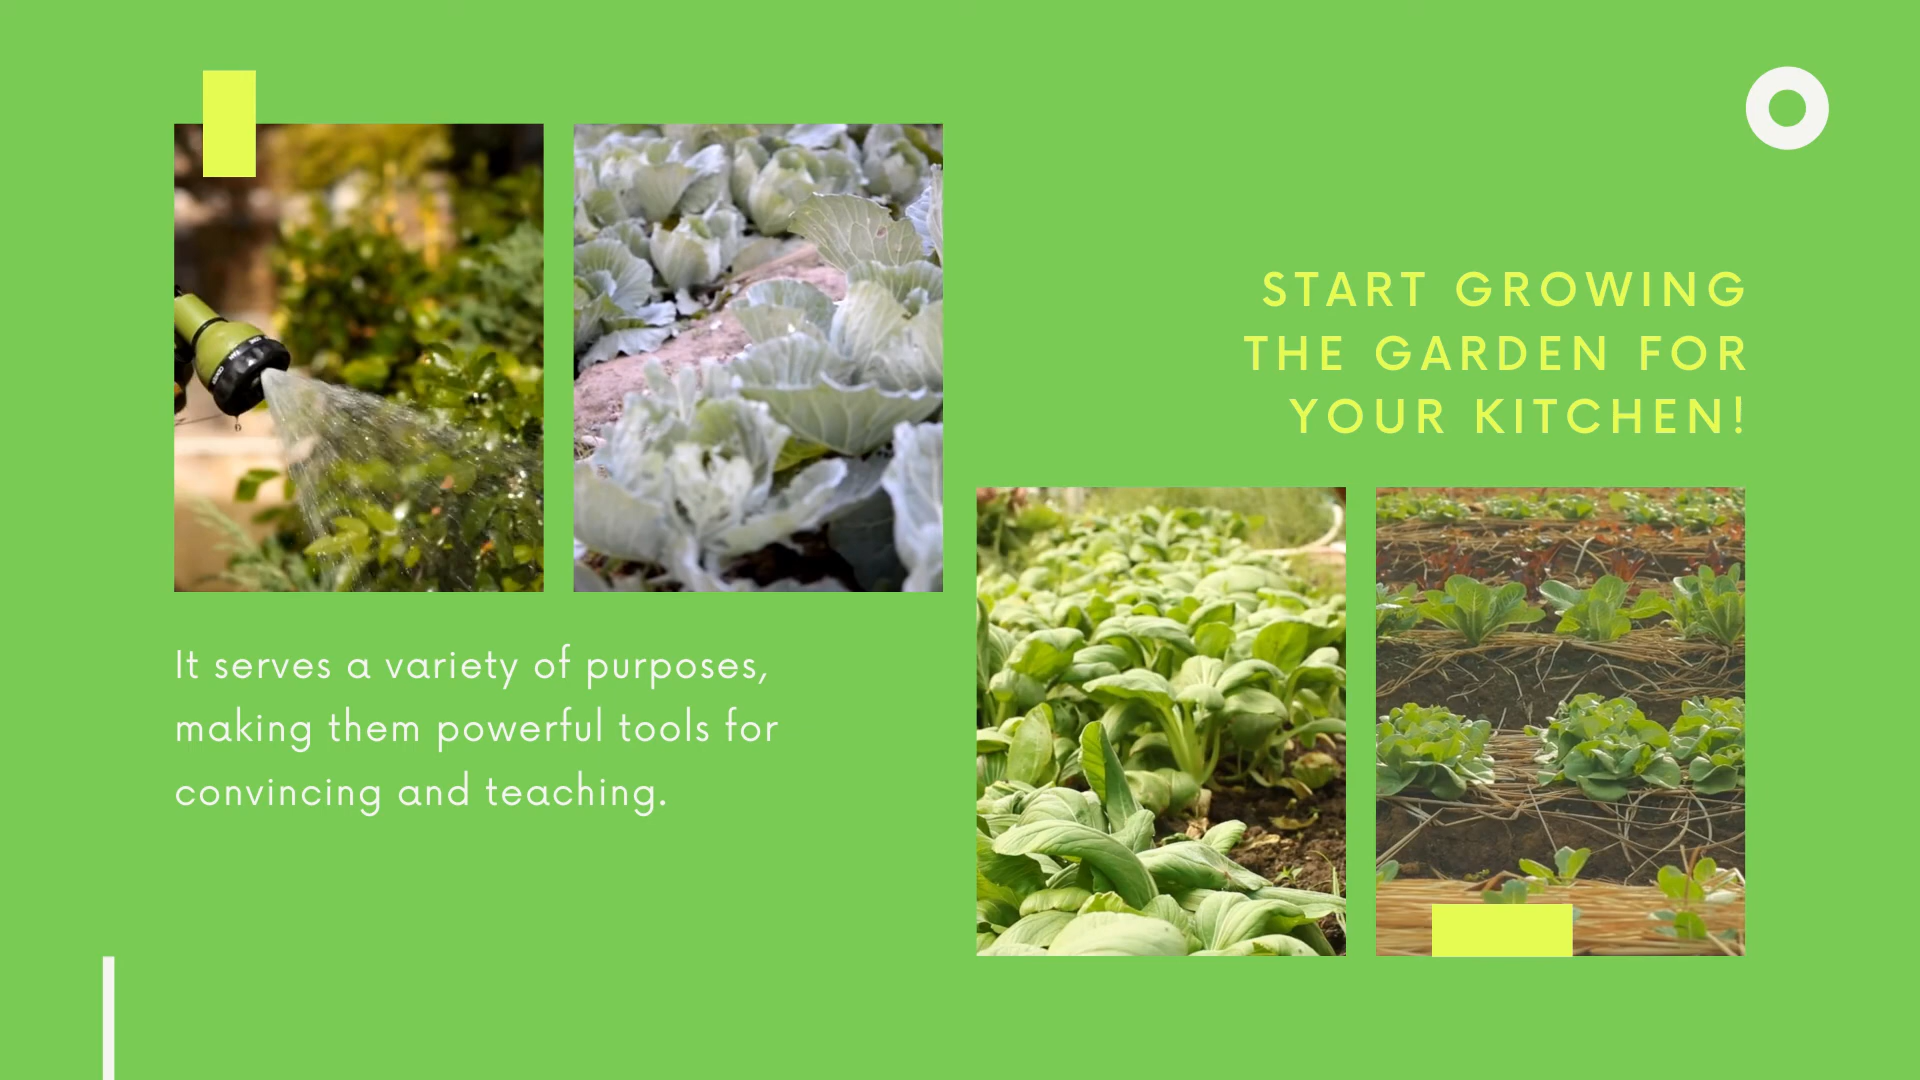 START GROWING
THE GARDEN FOR
YOUR KITCHEN!
It serves a variety of purposes,
making them powerful tools for
convincing and teaching.